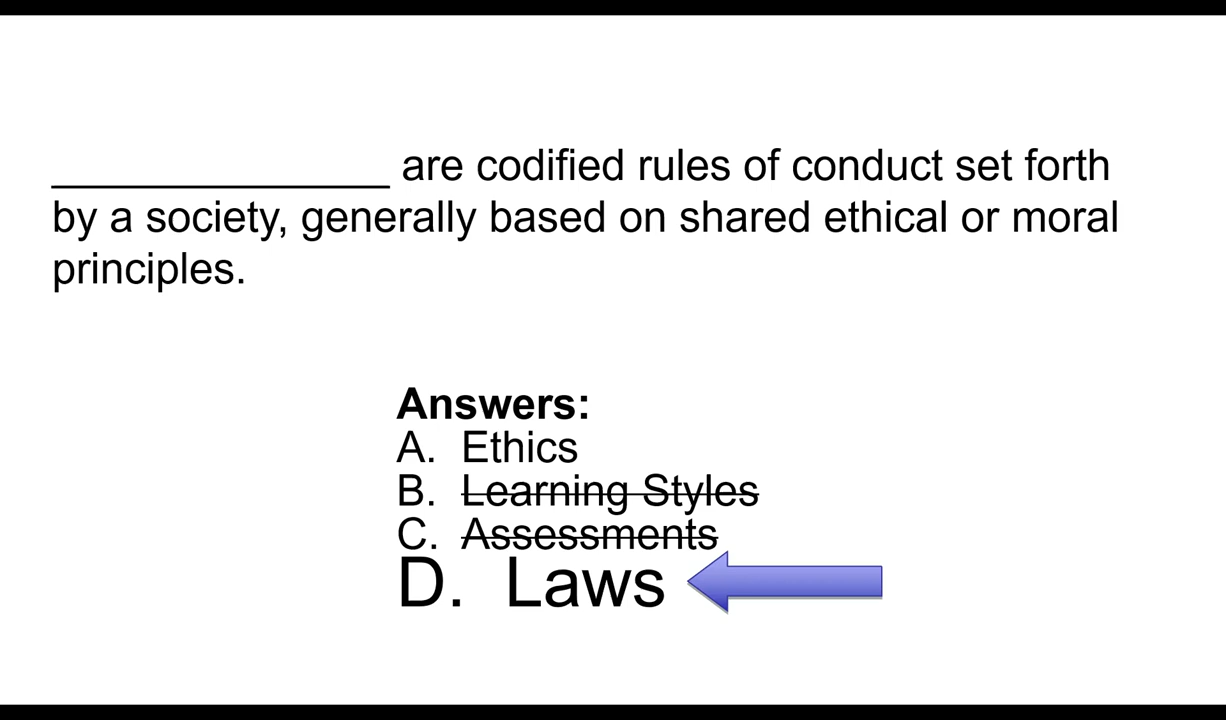 _______________ are codified rules of conduct set forth
by a society, generally based on shared ethical or moral
principles.
Answers:
A. Ethics
B. Learning Styles
C. Assessments
D. Laws